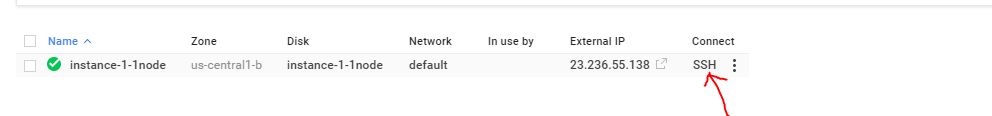 Name Zone Disk Network In use by External IP Connect
instance-1-1node us-central1-b instance-1-1node default 23.236.55.138 SSH